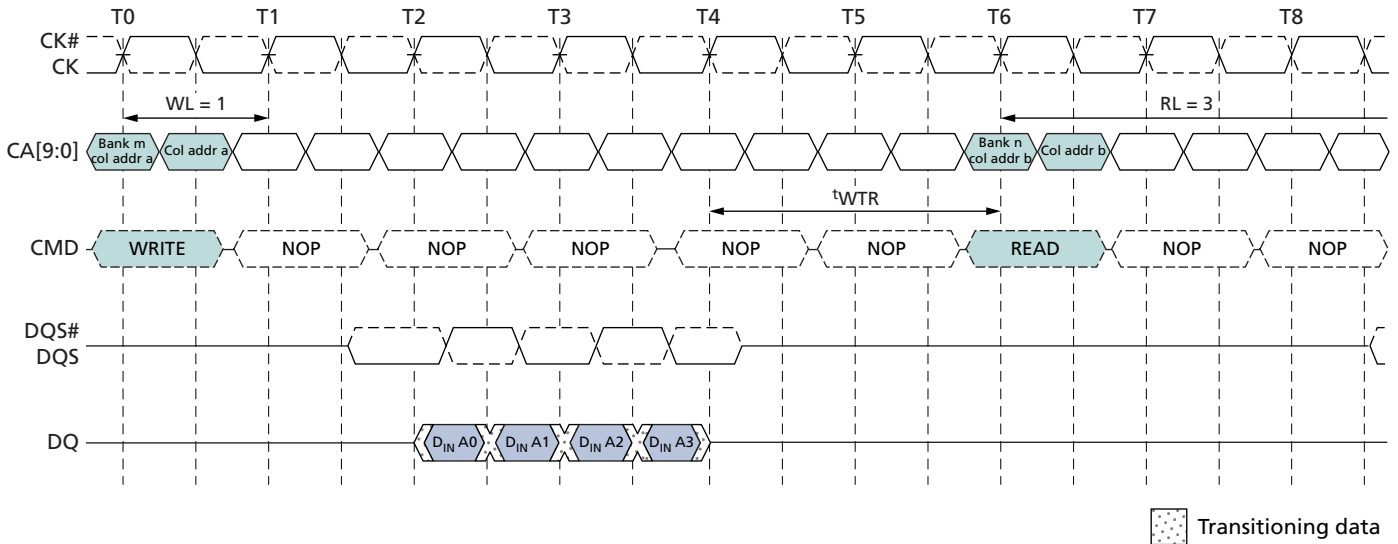 T0 T1 T2 T3 T4 T5 T6 T7 T8
CK#
CK
WL = 1 RL = 3
CA[9:0] Bank m col addr a Col addr a Bank n col addr b Col addr b
tWTR
CMD WRITE NOP NOP NOP NOP NOP READ NOP NOP
DQS#
DQS
DQ DIN A0 DIN A1 DIN A2 DIN A3
Transitioning data